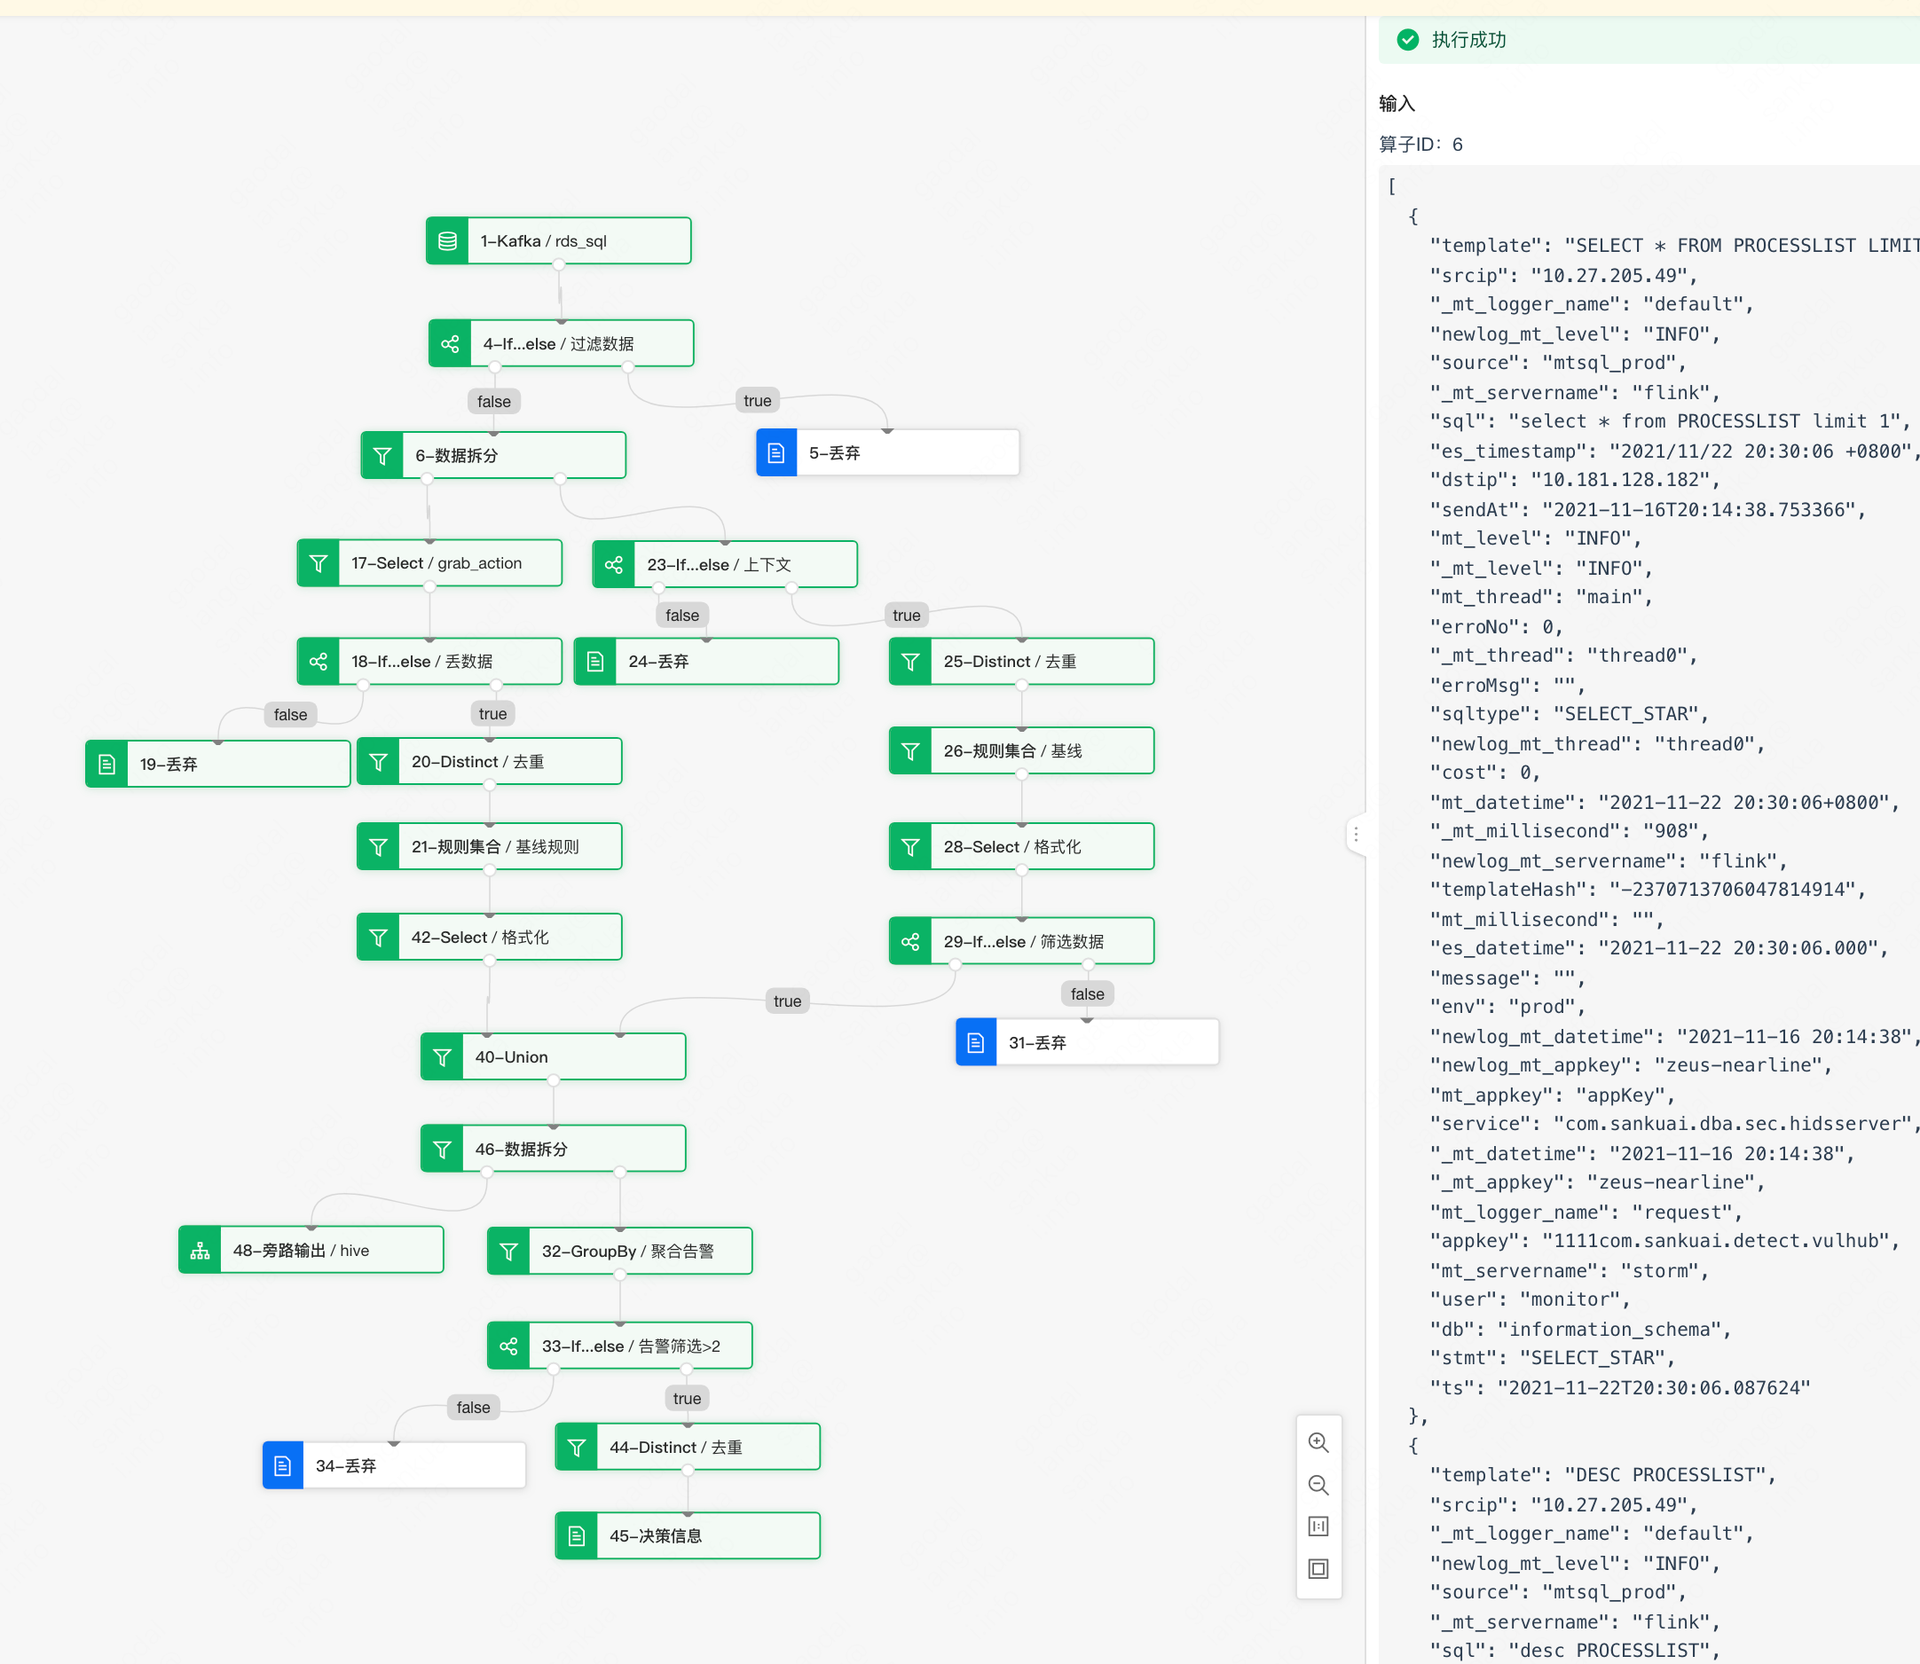 1-Kafka / rds_sql
4-If...else / 过滤数据
false
true
6-数据拆分
5-丢弃
17-Select / grab_action
23-If...else / 上下文
false
true
18-If...else / 丢数据
24-丢弃
25-Distinct / 去重
false
true
19-丢弃
20-Distinct / 去重
26-规则集合 / 基线
21-规则集合 / 基线规则
28-Select / 格式化
42-Select / 格式化
29-If...else / 筛选数据
true
false
40-Union
31-丢弃
46-数据拆分
48-旁路输出 / hive
32-GroupBy / 聚合告警
33-If...else / 告警筛选>2
false
true
34-丢弃
44-Distinct / 去重
45-决策信息
执行成功
输入
算子ID：6
[
{
"template": "SELECT * FROM PROCESSLIST LIMIT
"srcip": "10.27.205.49",
"_mt_logger_name": "default",
"newlog_mt_level": "INFO",
"source": "mtsql_prod",
"_mt_servername": "flink",
"sql": "select * from PROCESSLIST limit 1",
"es_timestamp": "2021/11/22 20:30:06 +0800",
"dstip": "10.181.128.182",
"sendAt": "2021-11-16T20:14:38.753366",
"mt_level": "INFO",
"_mt_level": "INFO",
"mt_thread": "main",
"erroNo": 0,
"_mt_thread": "thread0",
"erroMsg": "",
"sqltype": "SELECT_STAR",
"newlog_mt_thread": "thread0",
"cost": 0,
"mt_datetime": "2021-11-22 20:30:06+0800",
"_mt_millisecond": "908",
"newlog_mt_servername": "flink",
"templateHash": "-2370713706047814914",
"mt_millisecond": "",
"es_datetime": "2021-11-22 20:30:06.000",
"message": "",
"env": "prod",
"newlog_mt_datetime": "2021-11-16 20:14:38",
"newlog_mt_appkey": "zeus-nearline",
"mt_appkey": "appKey",
"service": "com.sankuai.dba.sec.hidsserver",
"_mt_datetime": "2021-11-16 20:14:38",
"_mt_appkey": "zeus-nearline",
"mt_logger_name": "request",
"appkey": "1111com.sankuai.detect.vulhub",
"mt_servername": "storm",
"user": "monitor",
"db": "information_schema",
"stmt": "SELECT_STAR",
"ts": "2021-11-22T20:30:06.087624"
},
{
"template": "DESC PROCESSLIST",
"srcip": "10.27.205.49",
"_mt_logger_name": "default",
"newlog_mt_level": "INFO",
"source": "mtsql_prod",
"_mt_servername": "flink",
"sql": "desc PROCESSLIST",